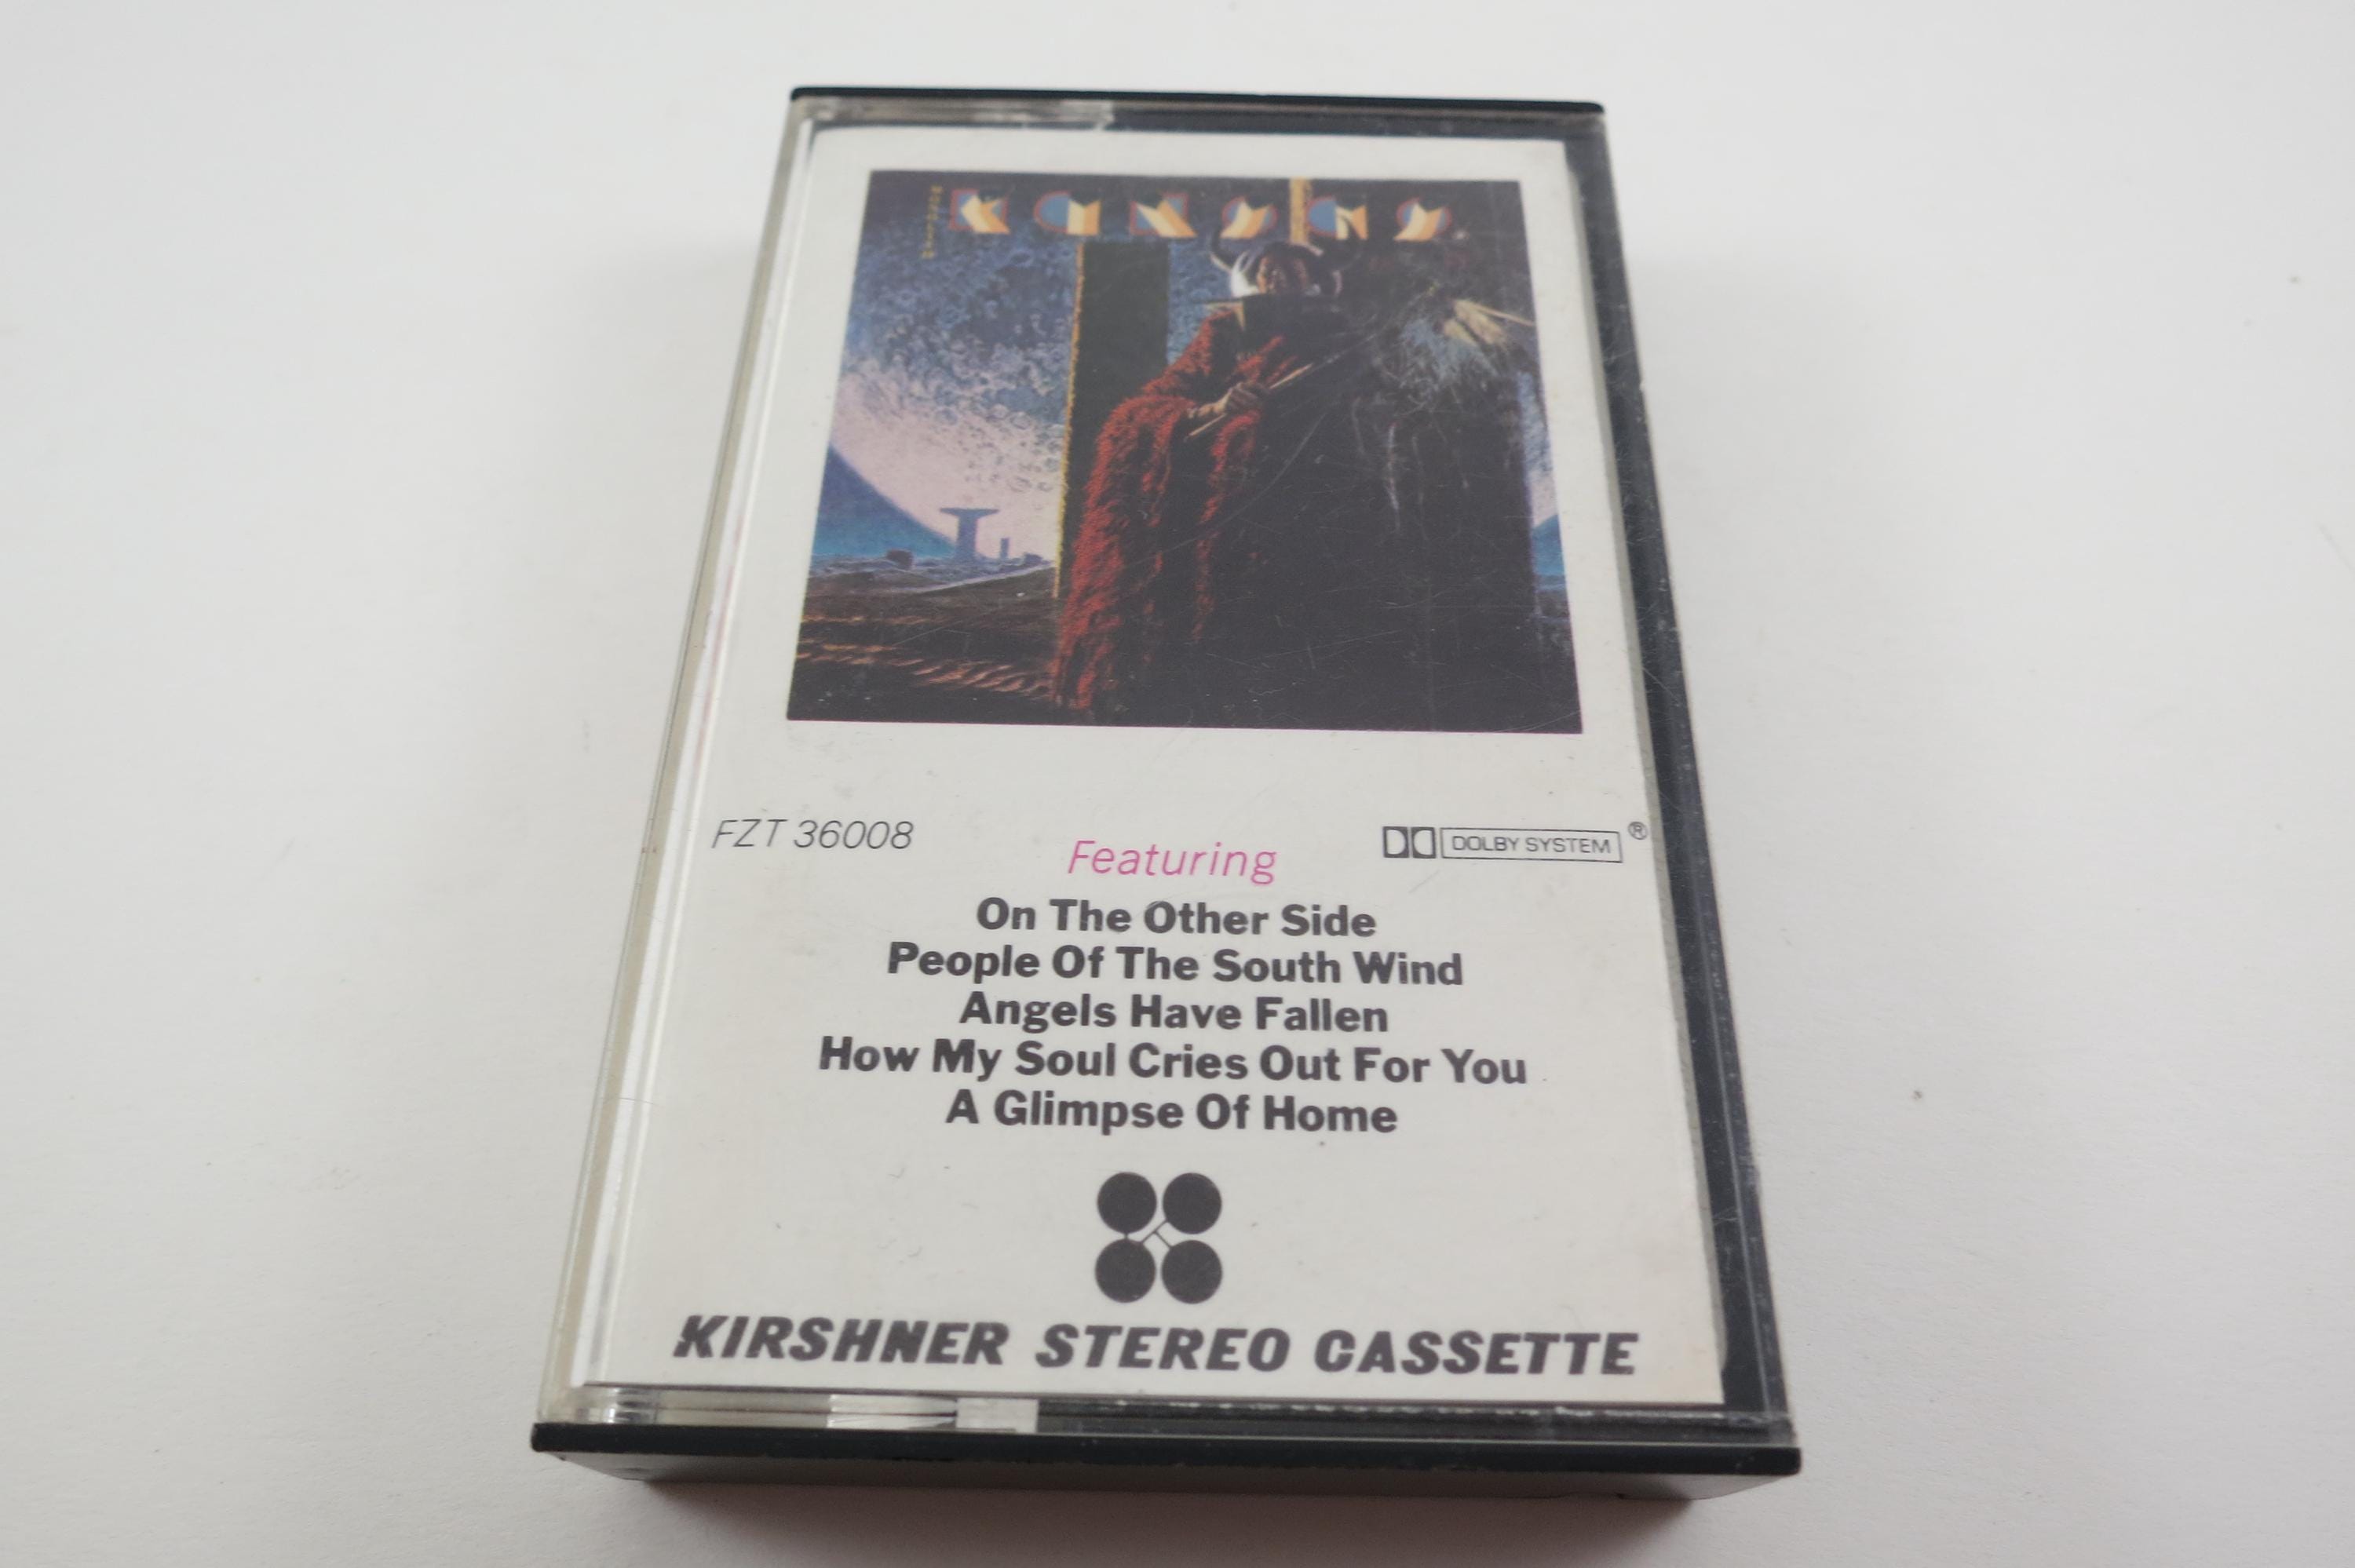 KANSAS
MONOLITH
FZT 36008
Featuring
DOLBY SYSTEM ®
On The Other Side
People Of The South Wind
Angels Have Fallen
How My Soul Cries Out For You
A Glimpse Of Home
KIRSHNER STEREO CASSETTE